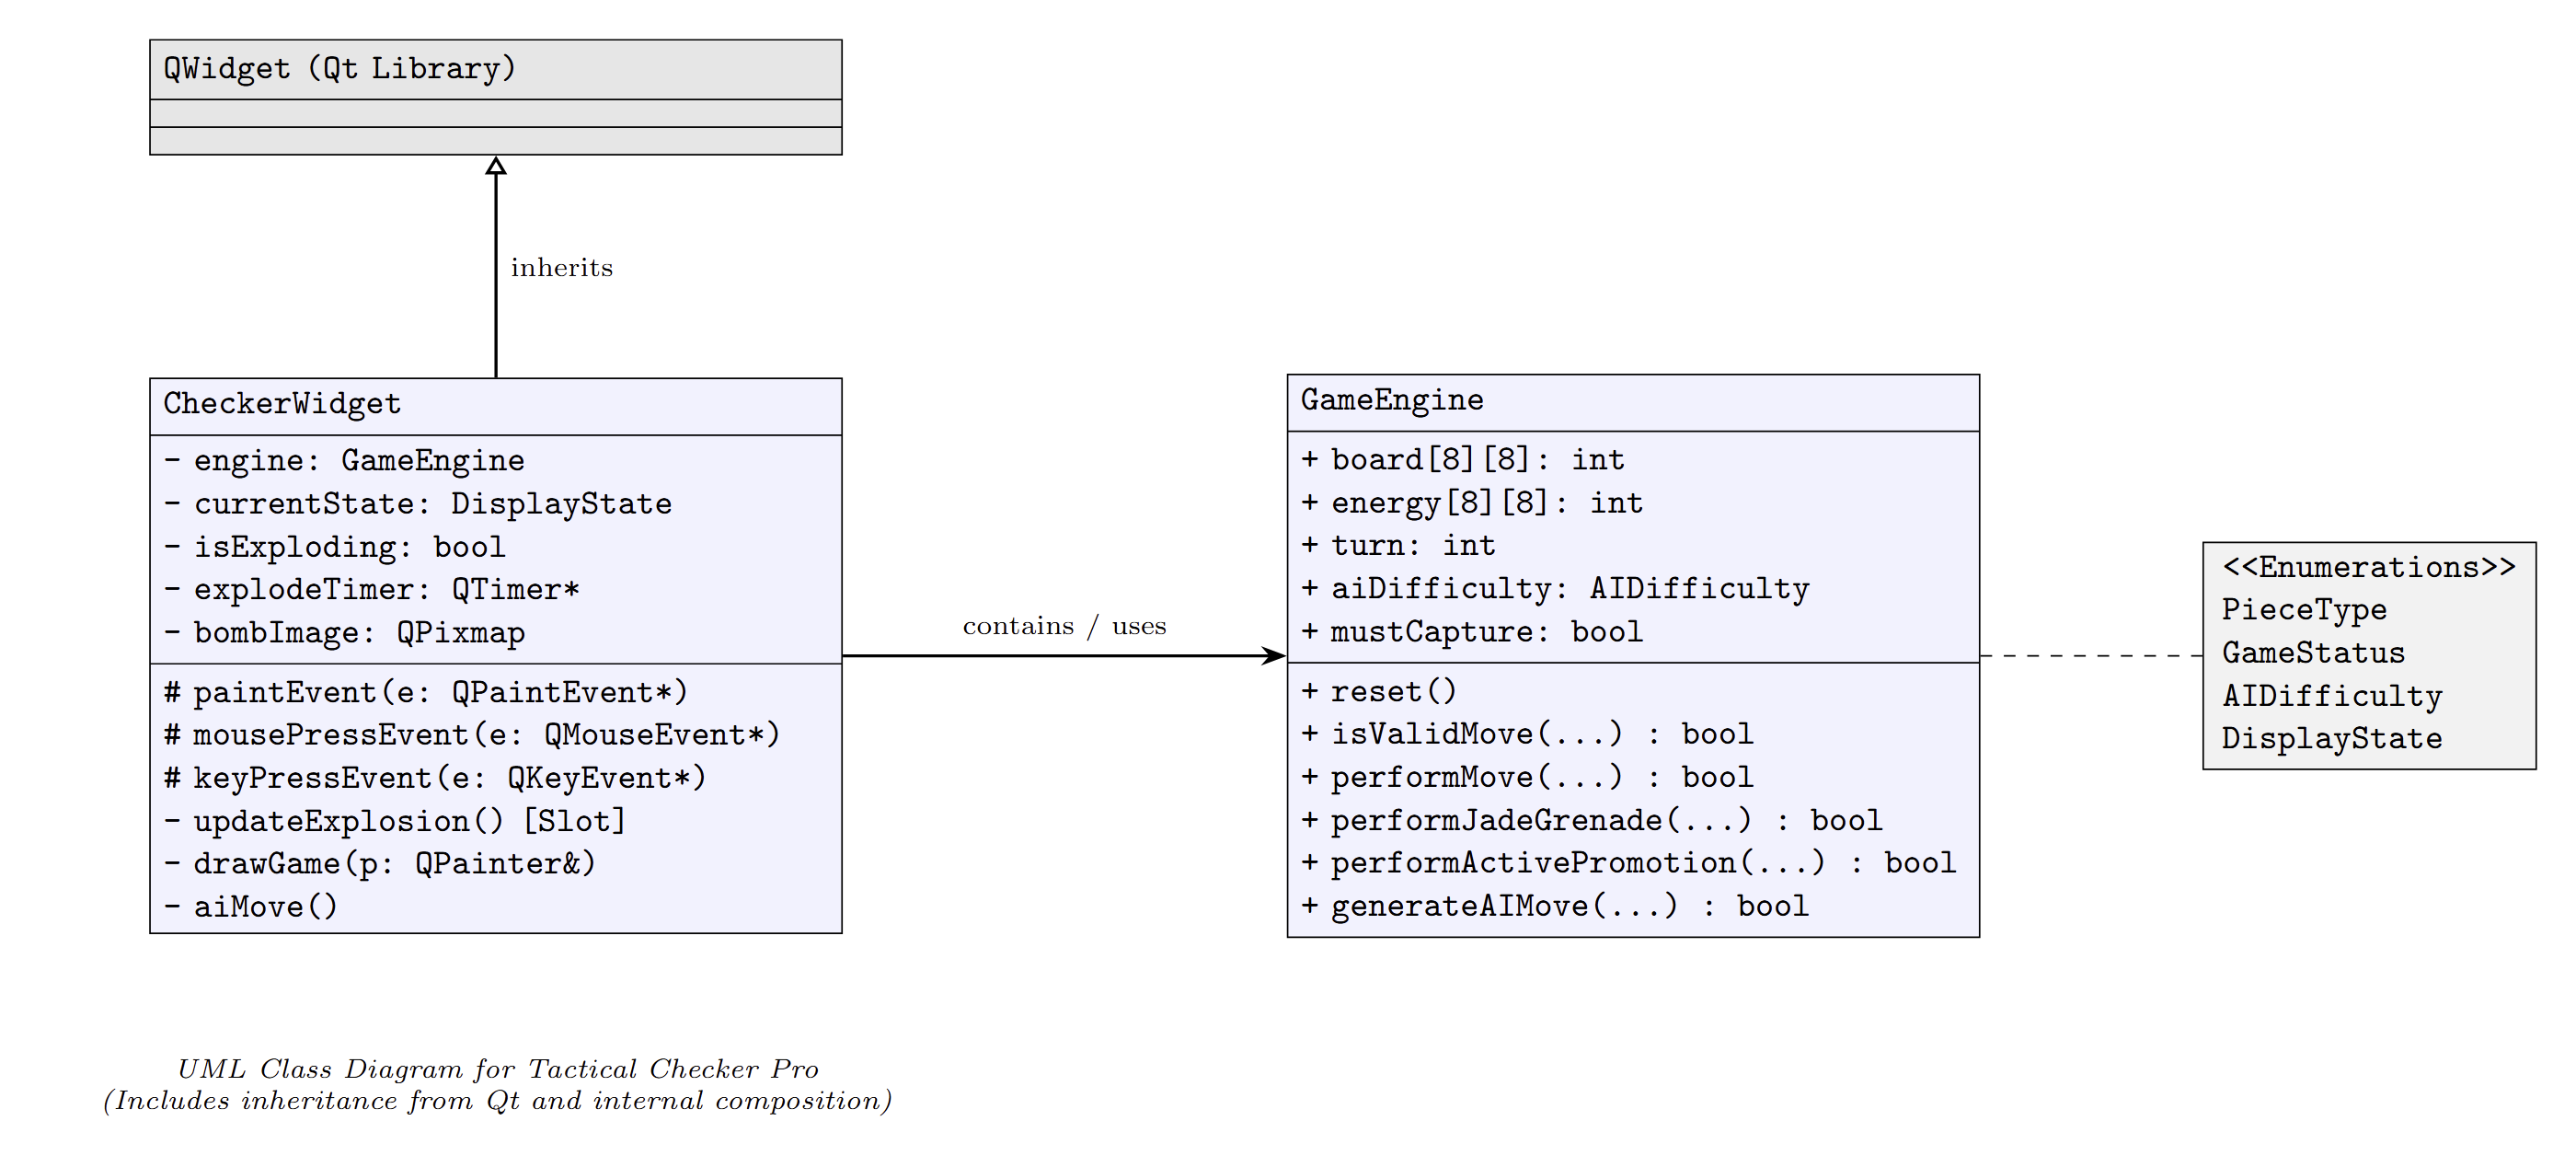 QWidget (Qt Library)
inherits
CheckerWidget
- engine: GameEngine
- currentState: DisplayState
- isExploding: bool
- explodeTimer: QTimer*
- bombImage: QPixmap
# paintEvent(e: QPaintEvent*)
# mousePressEvent(e: QMouseEvent*)
# keyPressEvent(e: QKeyEvent*)
- updateExplosion() [Slot]
- drawGame(p: QPainter&)
- aiMove()
contains / uses
GameEngine
+ board[8][8]: int
+ energy[8][8]: int
+ turn: int
+ aiDifficulty: AIDifficulty
+ mustCapture: bool
+ reset()
+ isValidMove(...) : bool
+ performMove(...) : bool
+ performJadeGrenade(...) : bool
+ performActivePromotion(...) : bool
+ generateAIMove(...) : bool
<<Enumerations>>
PieceType
GameStatus
AIDifficulty
DisplayState
UML Class Diagram for Tactical Checker Pro
(Includes inheritance from Qt and internal composition)